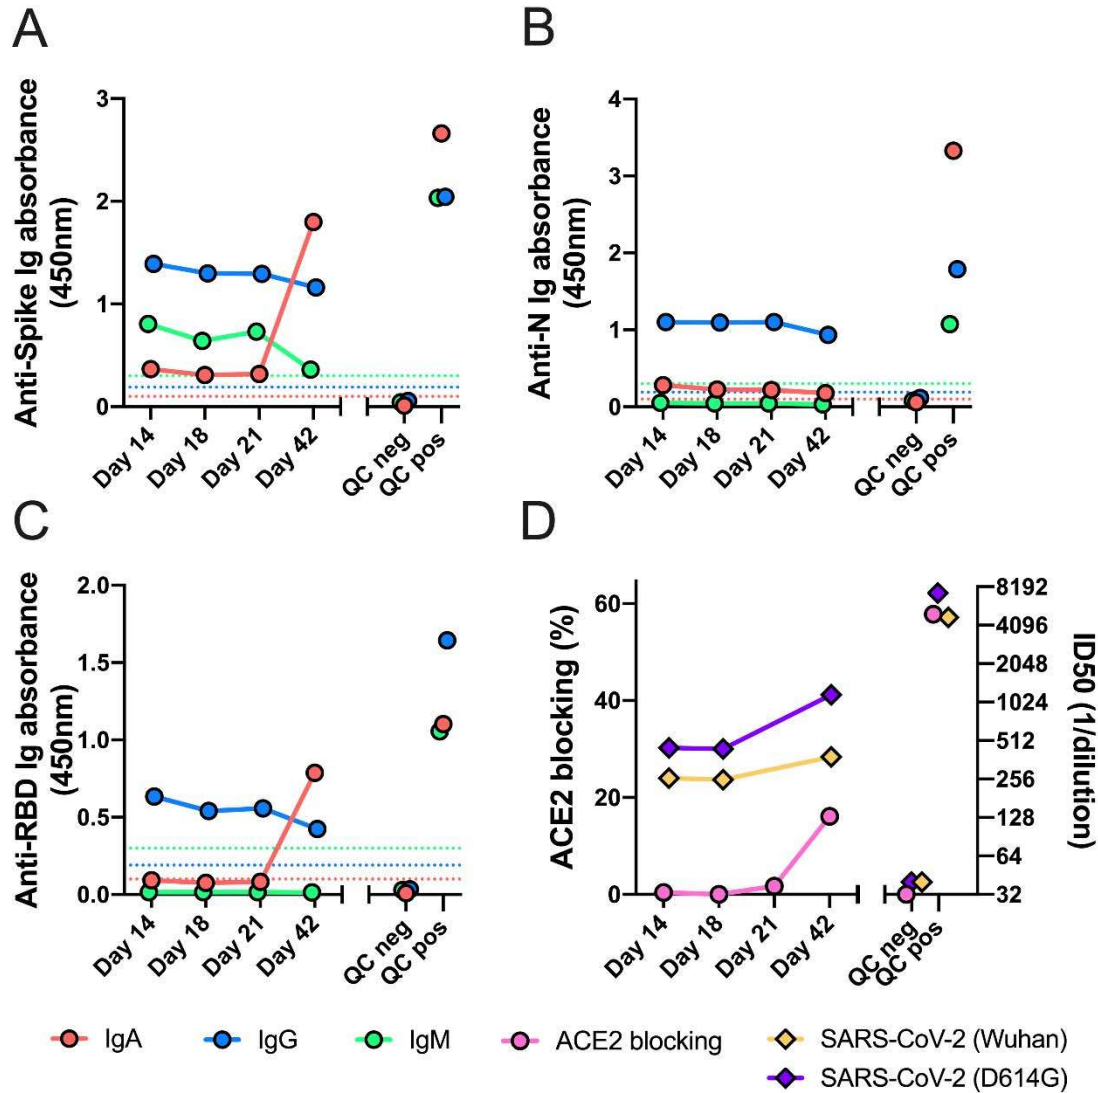 A
Anti-Spike Ig absorbance
(450nm)
3
2
1
0
Day 14
Day 18
Day 21
Day 42
QC neg
QC pos
B
Anti-N Ig absorbance
(450nm)
4
3
2
1
0
Day 14
Day 18
Day 21
Day 42
QC neg
QC pos
C
Anti-RBD Ig absorbance
(450nm)
2.0
1.5
1.0
0.5
0.0
Day 14
Day 18
Day 21
Day 42
QC neg
QC pos
D
ACE2 blocking (%)
60
40
20
0
Day 14
Day 18
Day 21
Day 42
QC neg
QC pos
8192
4096
2048
1024
512
256
128
64
32
ID50 (1/dilution)
IgA
IgG
IgM
ACE2 blocking
SARS-CoV-2 (Wuhan)
SARS-CoV-2 (D614G)